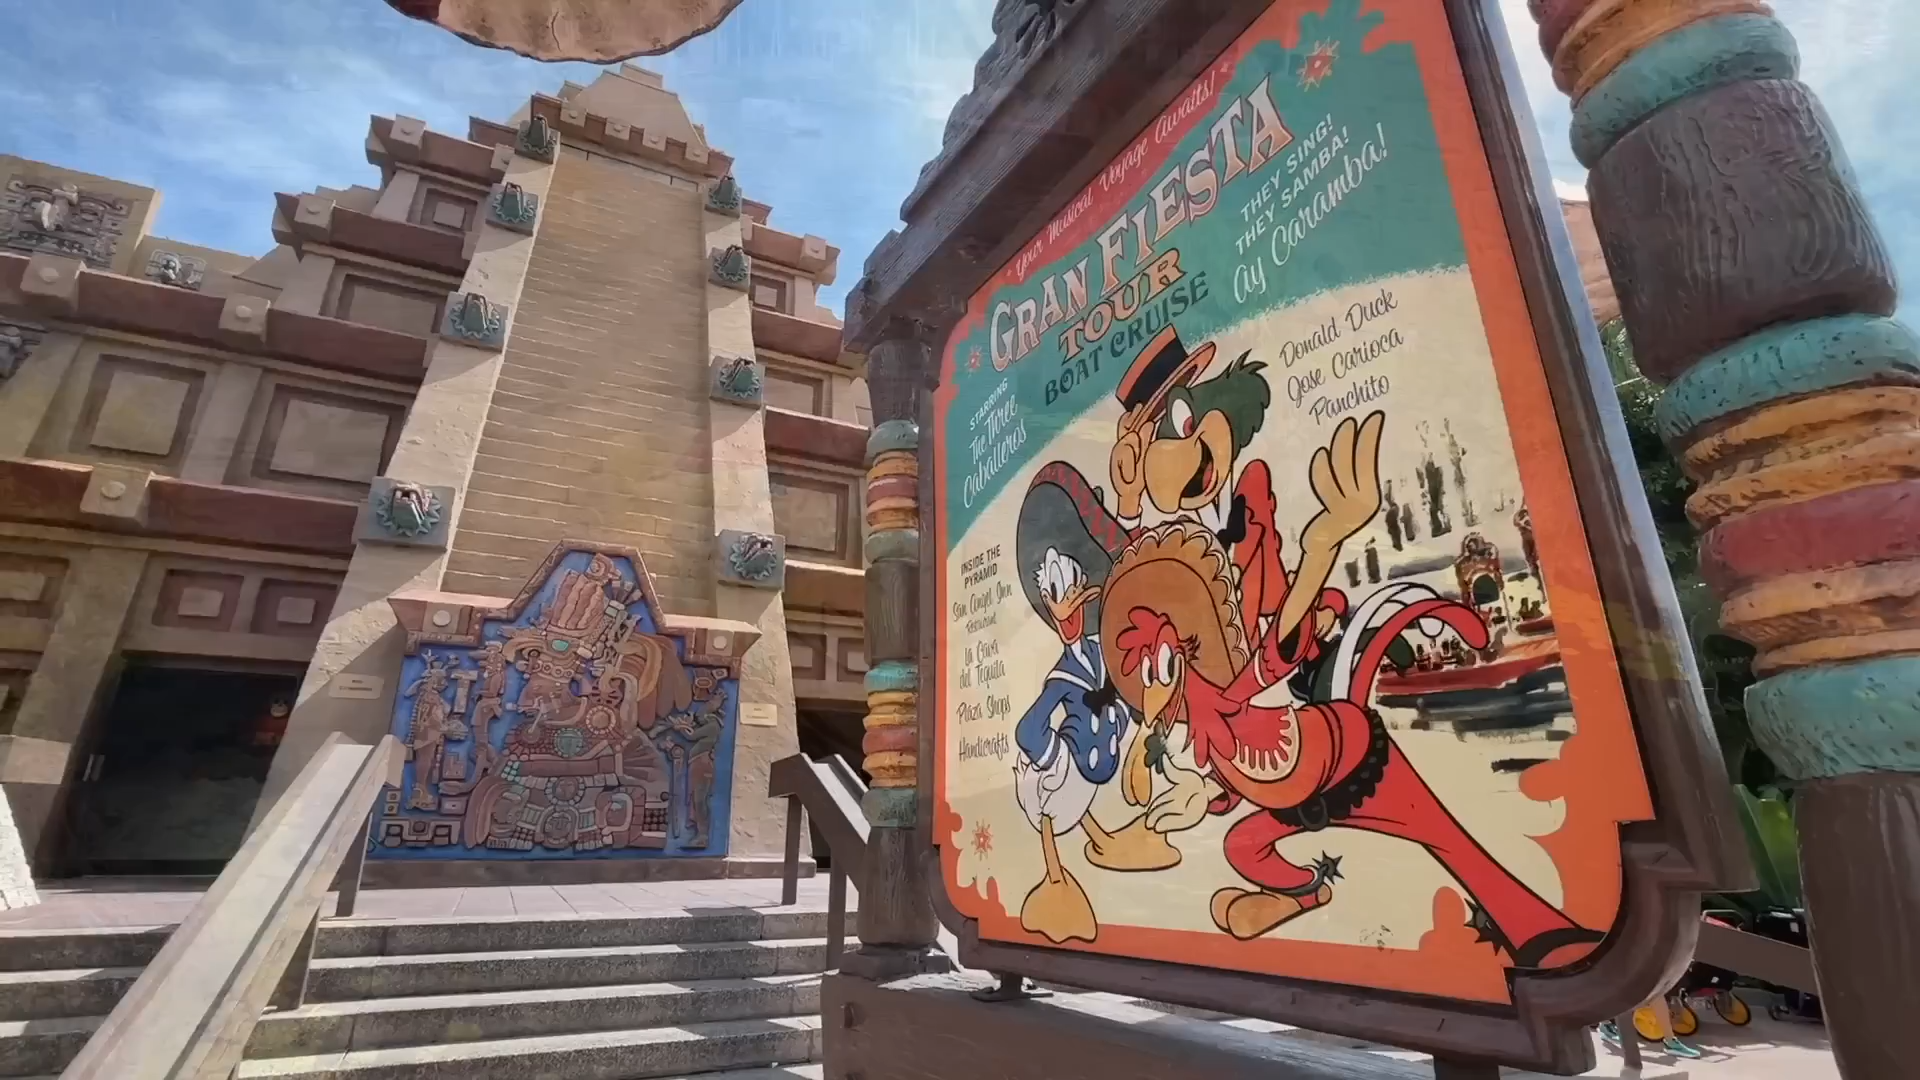 Your Musical Voyage Awaits!
GRAN FIESTA
TOUR
BOAT CRUISE
THEY SING!
THEY SAMBA!
Ay Caramba!
STARRING
The Three
Caballeros
Donald Duck
Jose Carioca
Panchito
INSIDE THE
PYRAMID
San Angel Inn
Restaurant
La Cava
del Tequila
Plaza Shops
Handicrafts